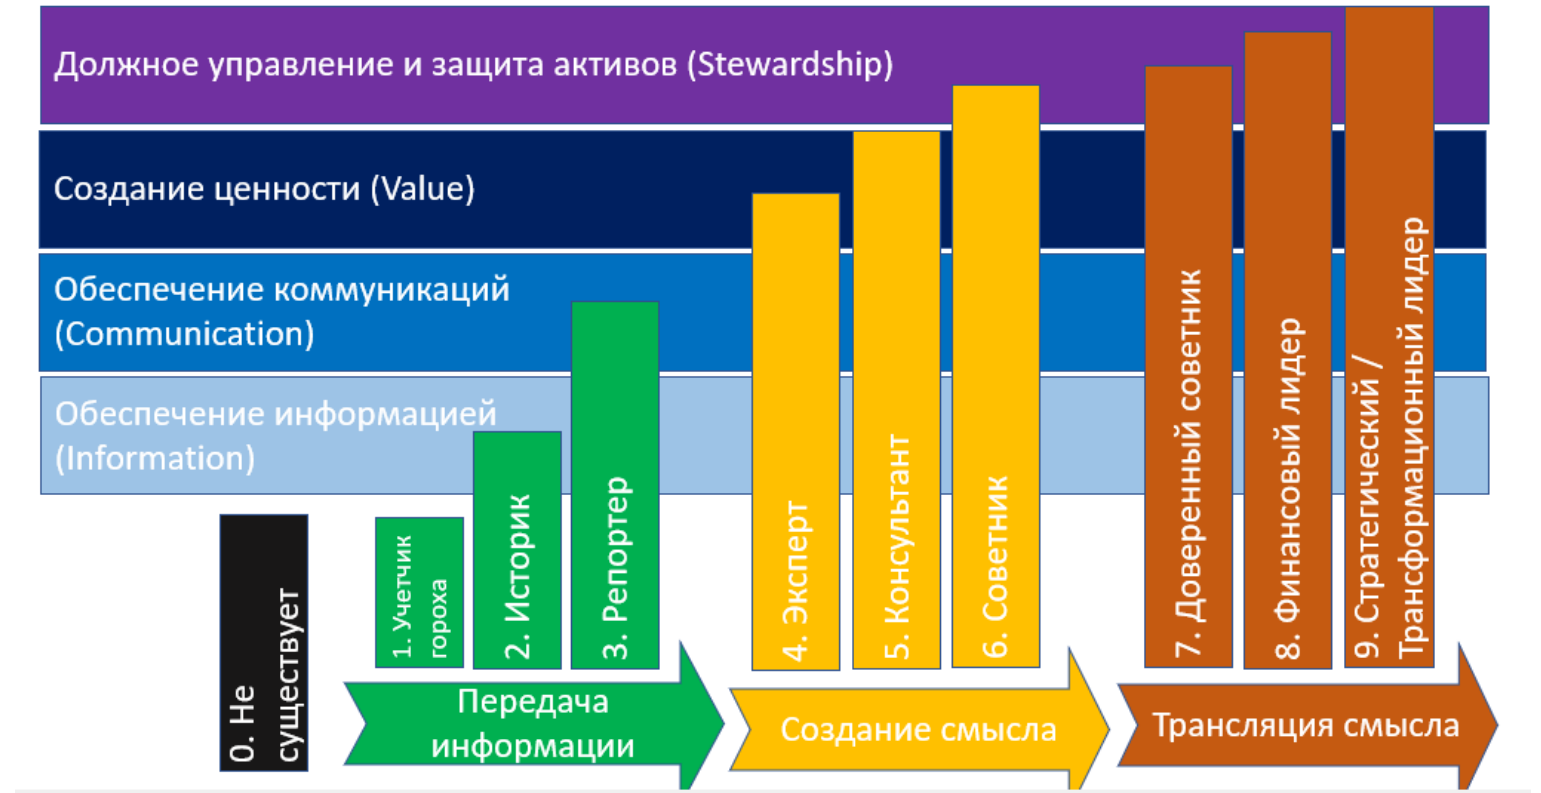 Должное управление и защита активов (Stewardship)
Создание ценности (Value)
Обеспечение коммуникаций
(Communication)
Обеспечение информацией
(Information)
0. Не
существует
1. Учетчик
гороха
2. Историк
3. Репортер
4. Эксперт
5. Консультант
6. Советник
7. Доверенный советник
8. Финансовый лидер
9. Стратегический /
Трансформационный лидер
Передача
информации
Создание смысла
Трансляция смысла